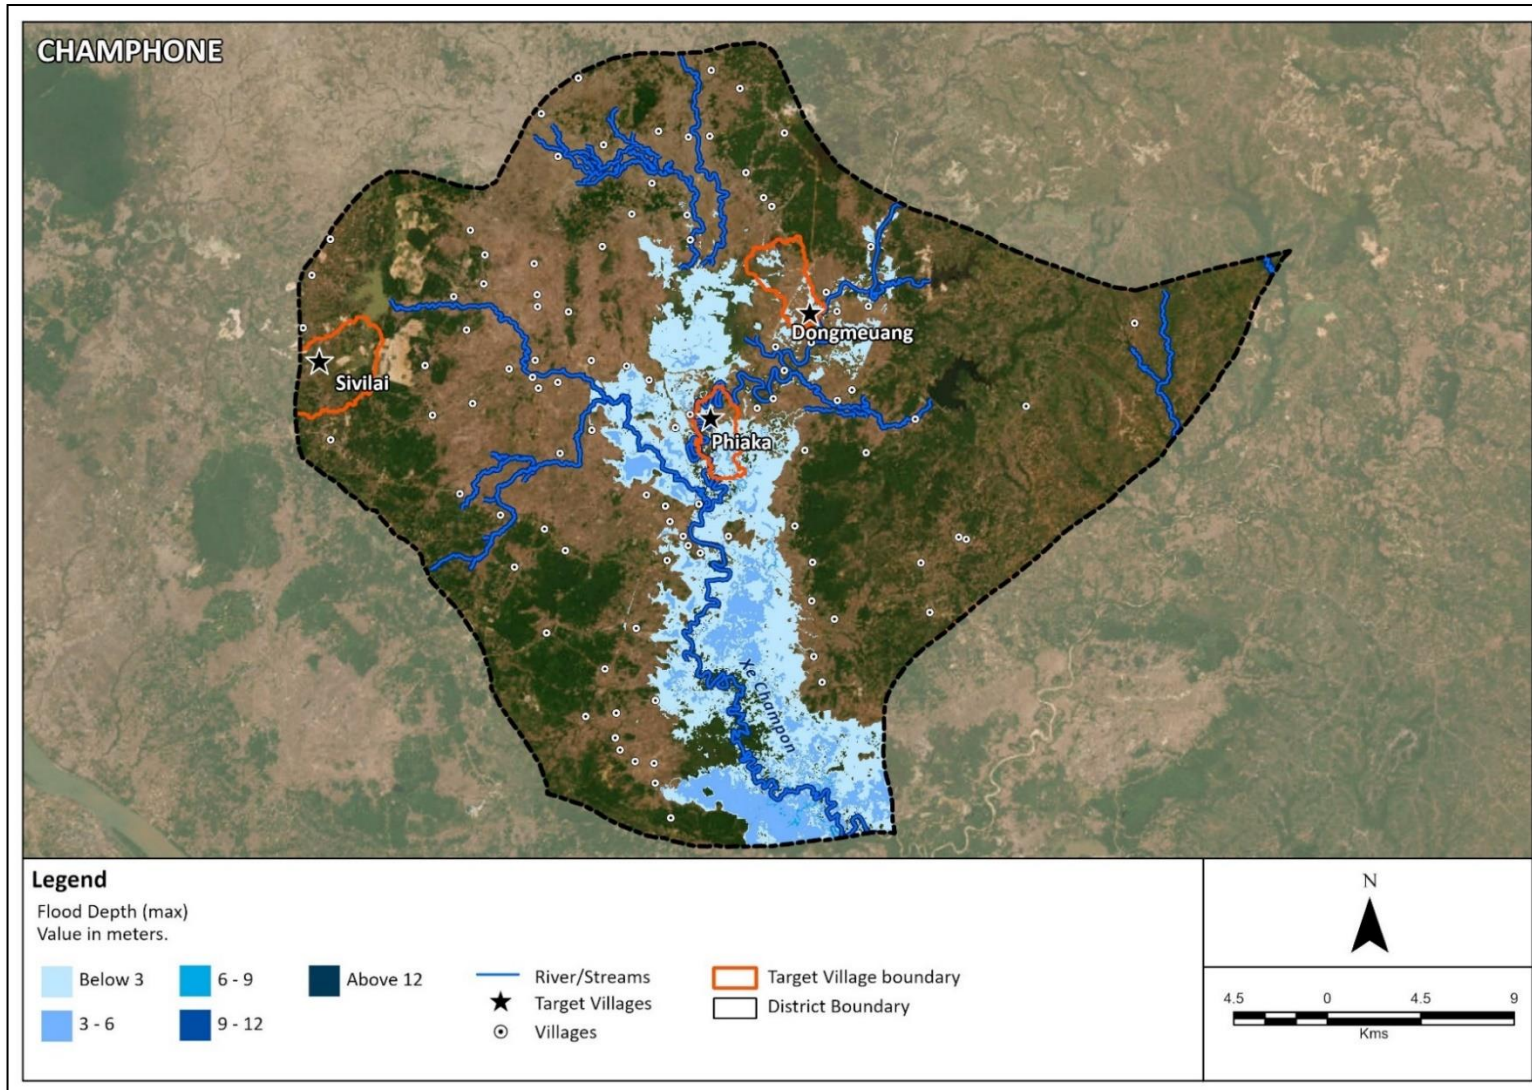 CHAMPHONE
Dongmeuang
Sivilai
Phiaka
Xe Champon
Legend
Flood Depth (max)
Value in meters.
Below 3
6 - 9
Above 12
3 - 6
9 - 12
River/Streams
Target Villages
Villages
Target Village boundary
District Boundary
N
4.5 0 4.5 9
Kms